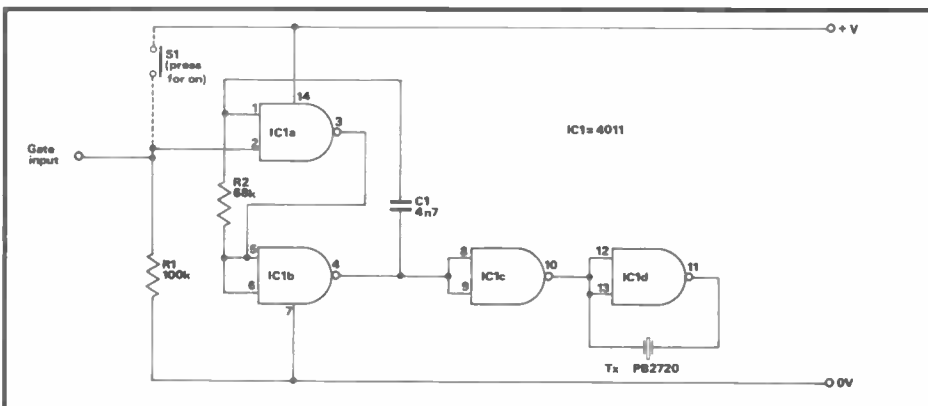 + V
S1
(press
for on)
14
1
3
IC1a
IC1 = 4011
2
Gate
input
R2
68k
C1
4n7
R1
100k
5
IC1b
4
6
7
8
IC1c
10
9
12
IC1d
11
13
Tx PB2720
0V